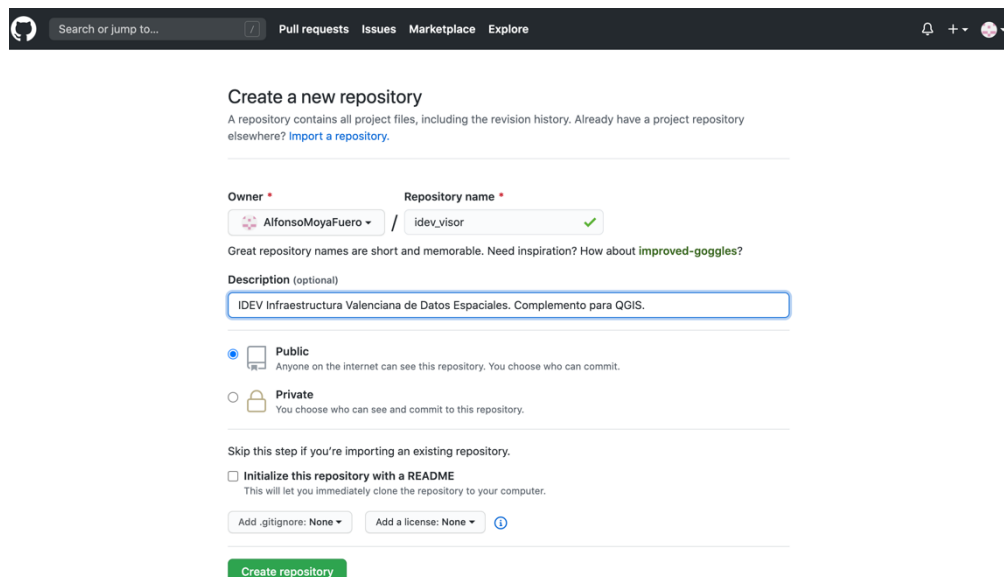 Search or jump to... /
Pull requests Issues Marketplace Explore
Create a new repository
A repository contains all project files, including the revision history. Already have a project repository
elsewhere? Import a repository.
Owner * Repository name *
AlfonsoMoyaFuero / idev_visor
Great repository names are short and memorable. Need inspiration? How about improved-goggles?
Description (optional)
IDEV Infraestructura Valenciana de Datos Espaciales. Complemento para QGIS.
Public
Anyone on the internet can see this repository. You choose who can commit.
Private
You choose who can see and commit to this repository.
Skip this step if you're importing an existing repository.
Initialize this repository with a README
This will let you immediately clone the repository to your computer.
Add .gitignore: None Add a license: None
Create repository